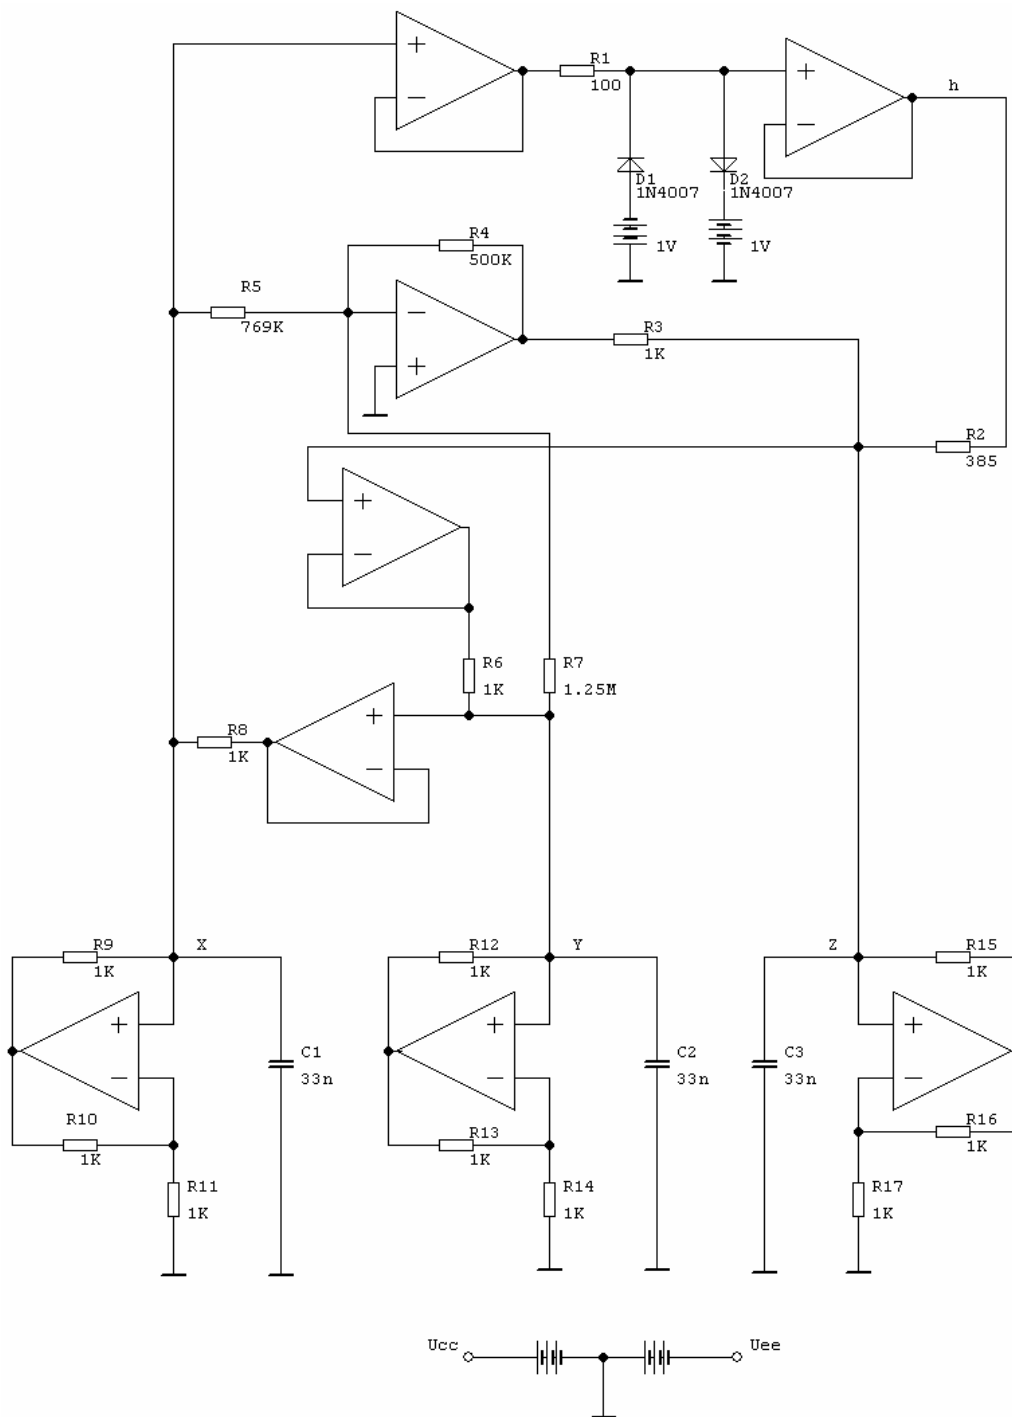 R1
100
h
D1
1N4007
D2
1N4007
1V
1V
R4
500K
R5
769K
R3
1K
R2
385
R6
1K
R7
1.25M
R8
1K
R9
X
1K
R12
Y
1K
Z
R15
1K
C1
33n
C2
33n
C3
33n
R10
1K
R13
1K
R16
1K
R11
1K
R14
1K
R17
1K
Ucc
Uee